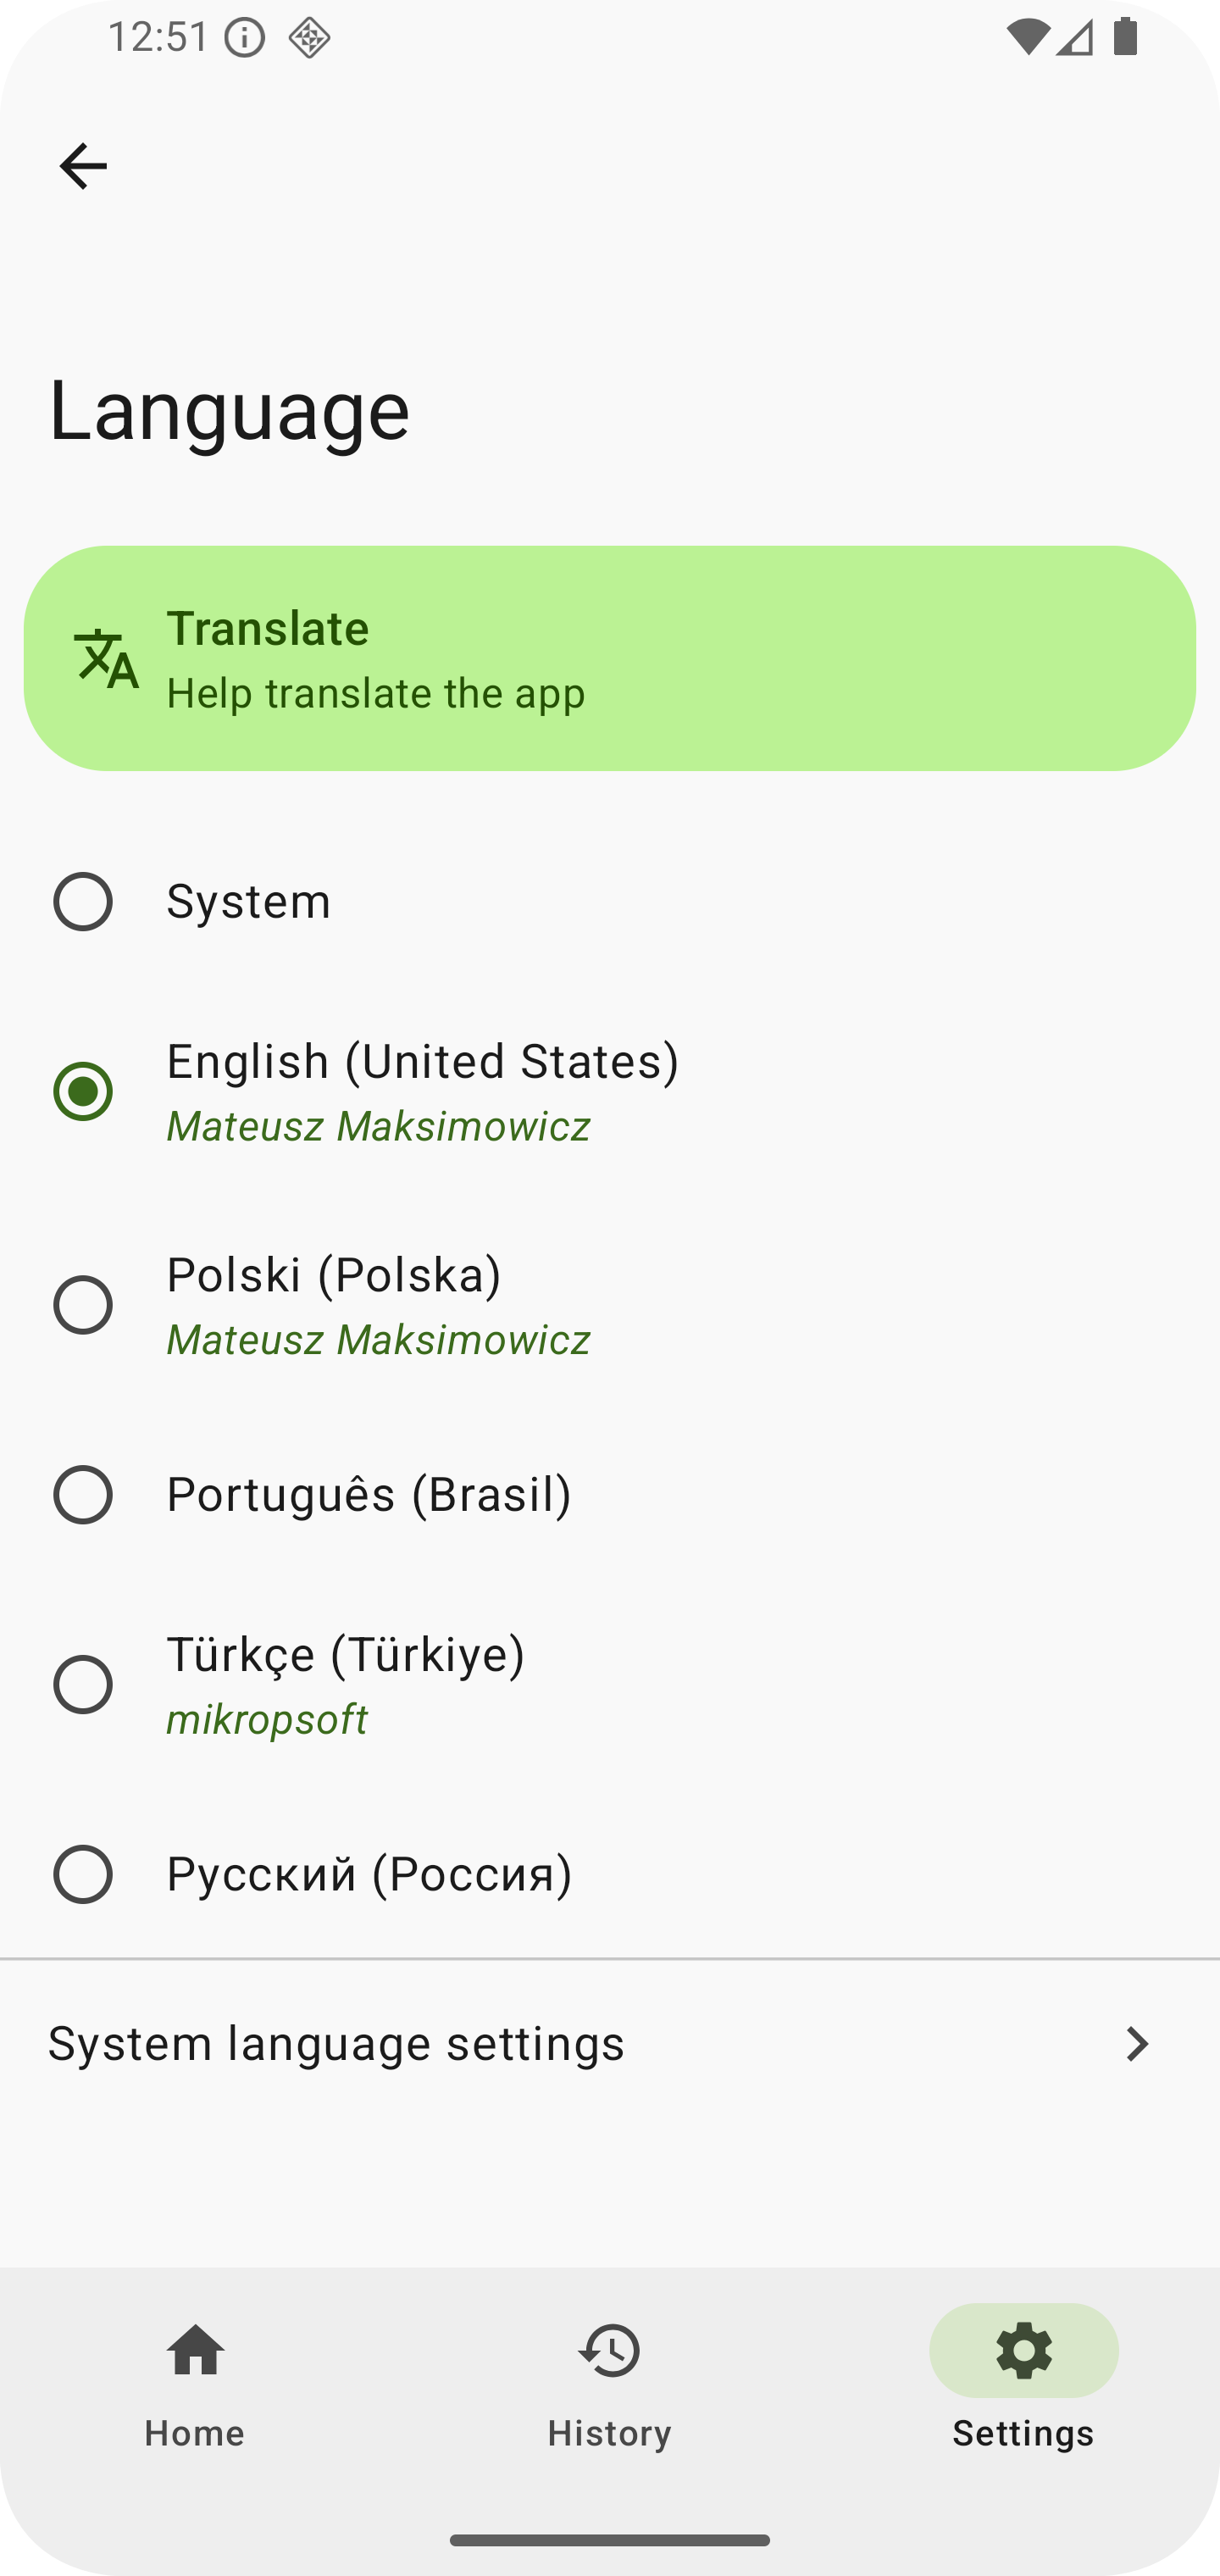 12:51
Language
Translate
Help translate the app
System
English (United States)
Mateusz Maksimowicz
Polski (Polska)
Mateusz Maksimowicz
Português (Brasil)
Türkçe (Türkiye)
mikropsoft
Русский (Россия)
System language settings
Home
History
Settings